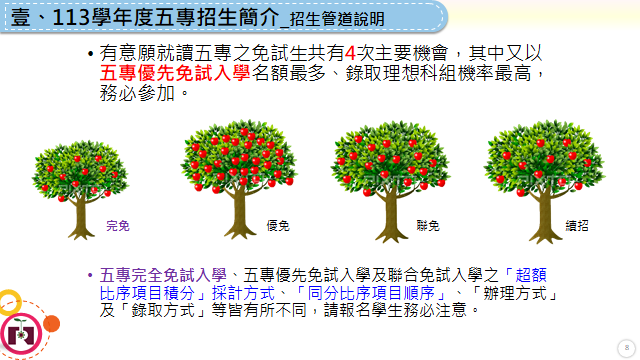 壹、113學年度五專招生簡介_招生管道說明
• 有意願就讀五專之免試生共有4次主要機會，其中又以
五專優先免試入學名額最多、錄取理想科組機率最高，
務必參加。
完免
優免
聯免
續招
• 五專完全免試入學、五專優先免試入學及聯合免試入學之「超額
比序項目積分」採計方式、「同分比序項目順序」、「辦理方式」
及「錄取方式」等皆有所不同，請報名學生務必注意。
8